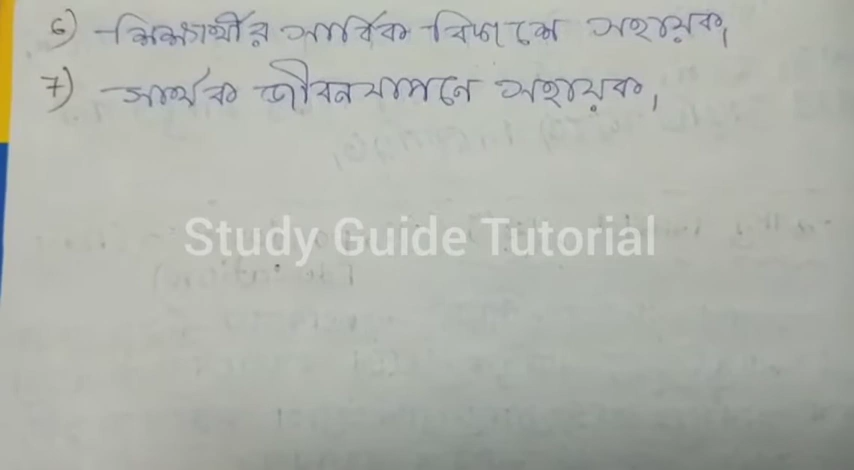 6) শিক্ষার্থীর সার্বিক বিকাশে সহায়ক,
7) সার্থক জীবনযাপনে সহায়ক,
Study Guide Tutorial